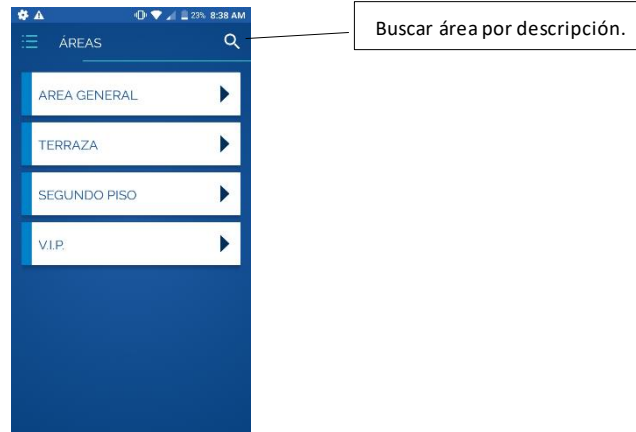 23% 8:38 AM
Buscar área por descripción.
ÁREAS
AREA GENERAL
TERRAZA
SEGUNDO PISO
V.I.P.